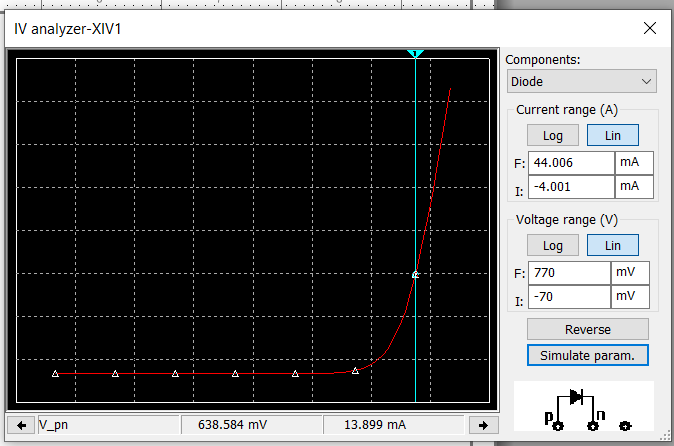 IV analyzer-XIV1
1
Components:
Diode
Current range (A)
Log Lin
F: 44.006 mA
I: -4.001 mA
Voltage range (V)
Log Lin
F: 770 mV
I: -70 mV
Reverse
Simulate param.
p n
V_pn 638.584 mV 13.899 mA